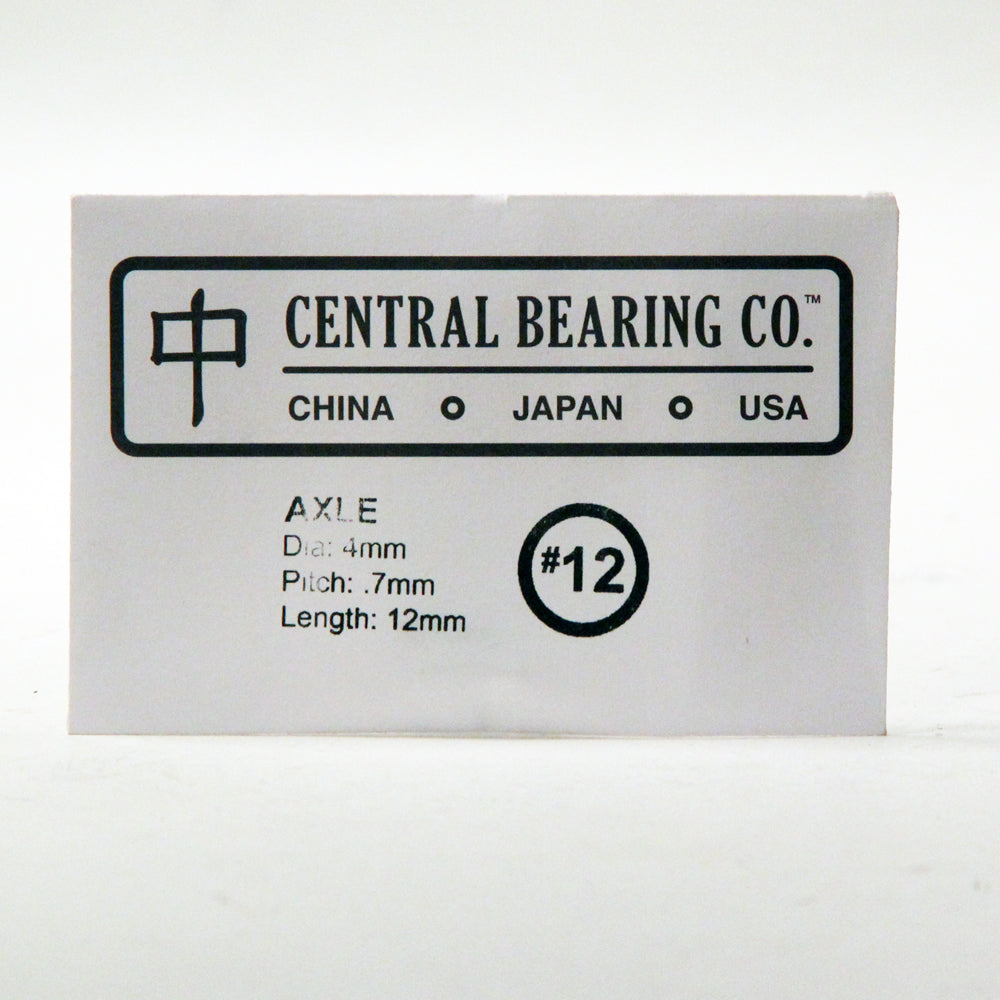 中
CENTRAL BEARING CO.™
CHINA o JAPAN o USA
AXLE
Dia: 4mm
Pitch: .7mm
Length: 12mm
#12